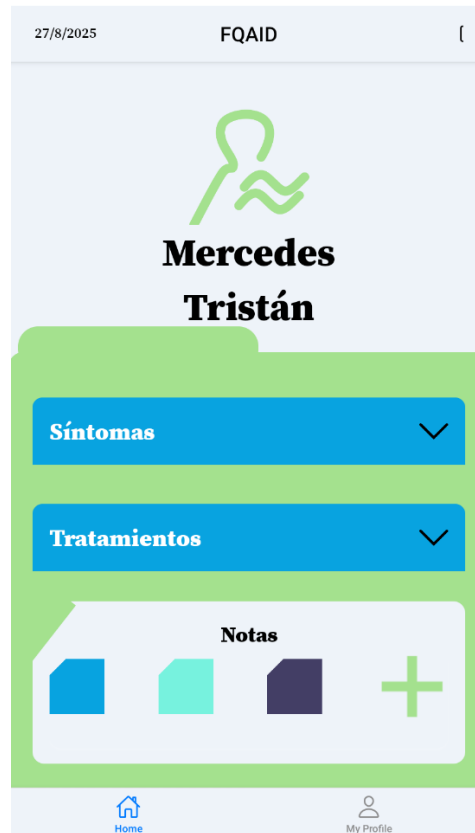 27/8/2025 FQAID
Mercedes
Tristán
Síntomas
Tratamientos
Notas
Home My Profile